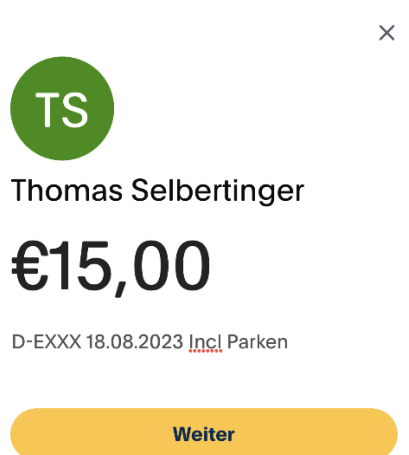 TS
Thomas Selbertinger
€15,00
D-EXXX 18.08.2023 Incl Parken
Weiter